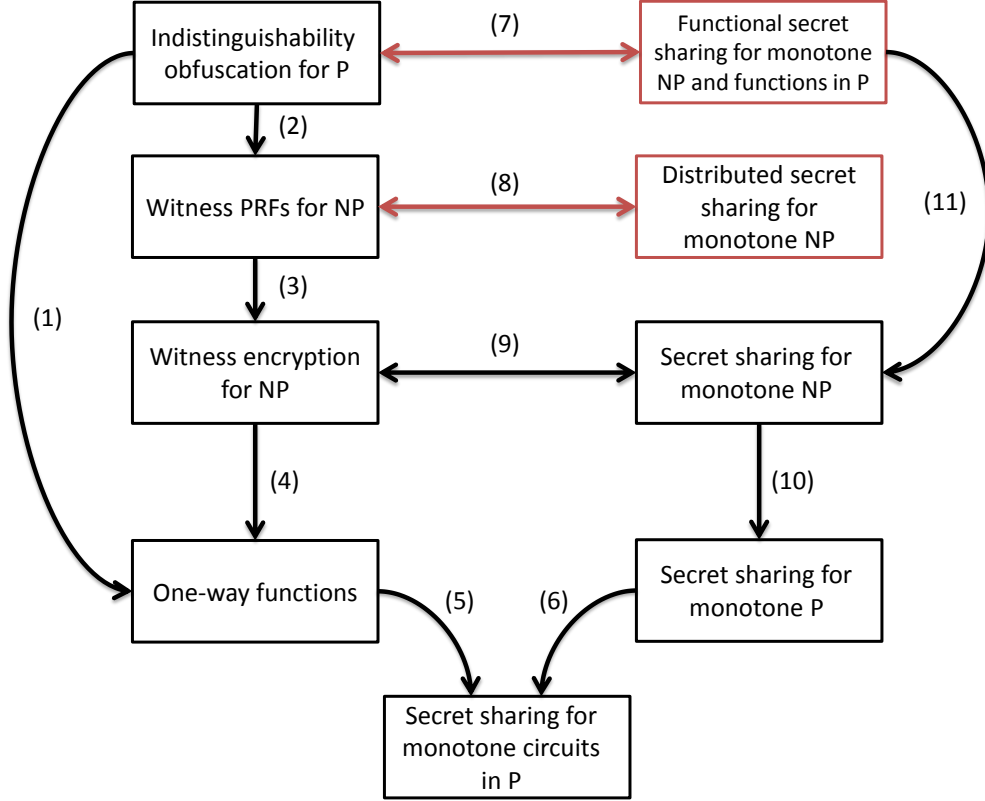 Indistinguishability
obfuscation for P
(7)
Functional secret
sharing for monotone
NP and functions in P
(2)
Witness PRFs for NP
(8)
Distributed secret
sharing for
monotone NP
(11)
(3)
(1)
Witness encryption
for NP
(9)
Secret sharing for
monotone NP
(4)
(10)
One-way functions
(5)
(6)
Secret sharing for
monotone P
Secret sharing for
monotone circuits
in P